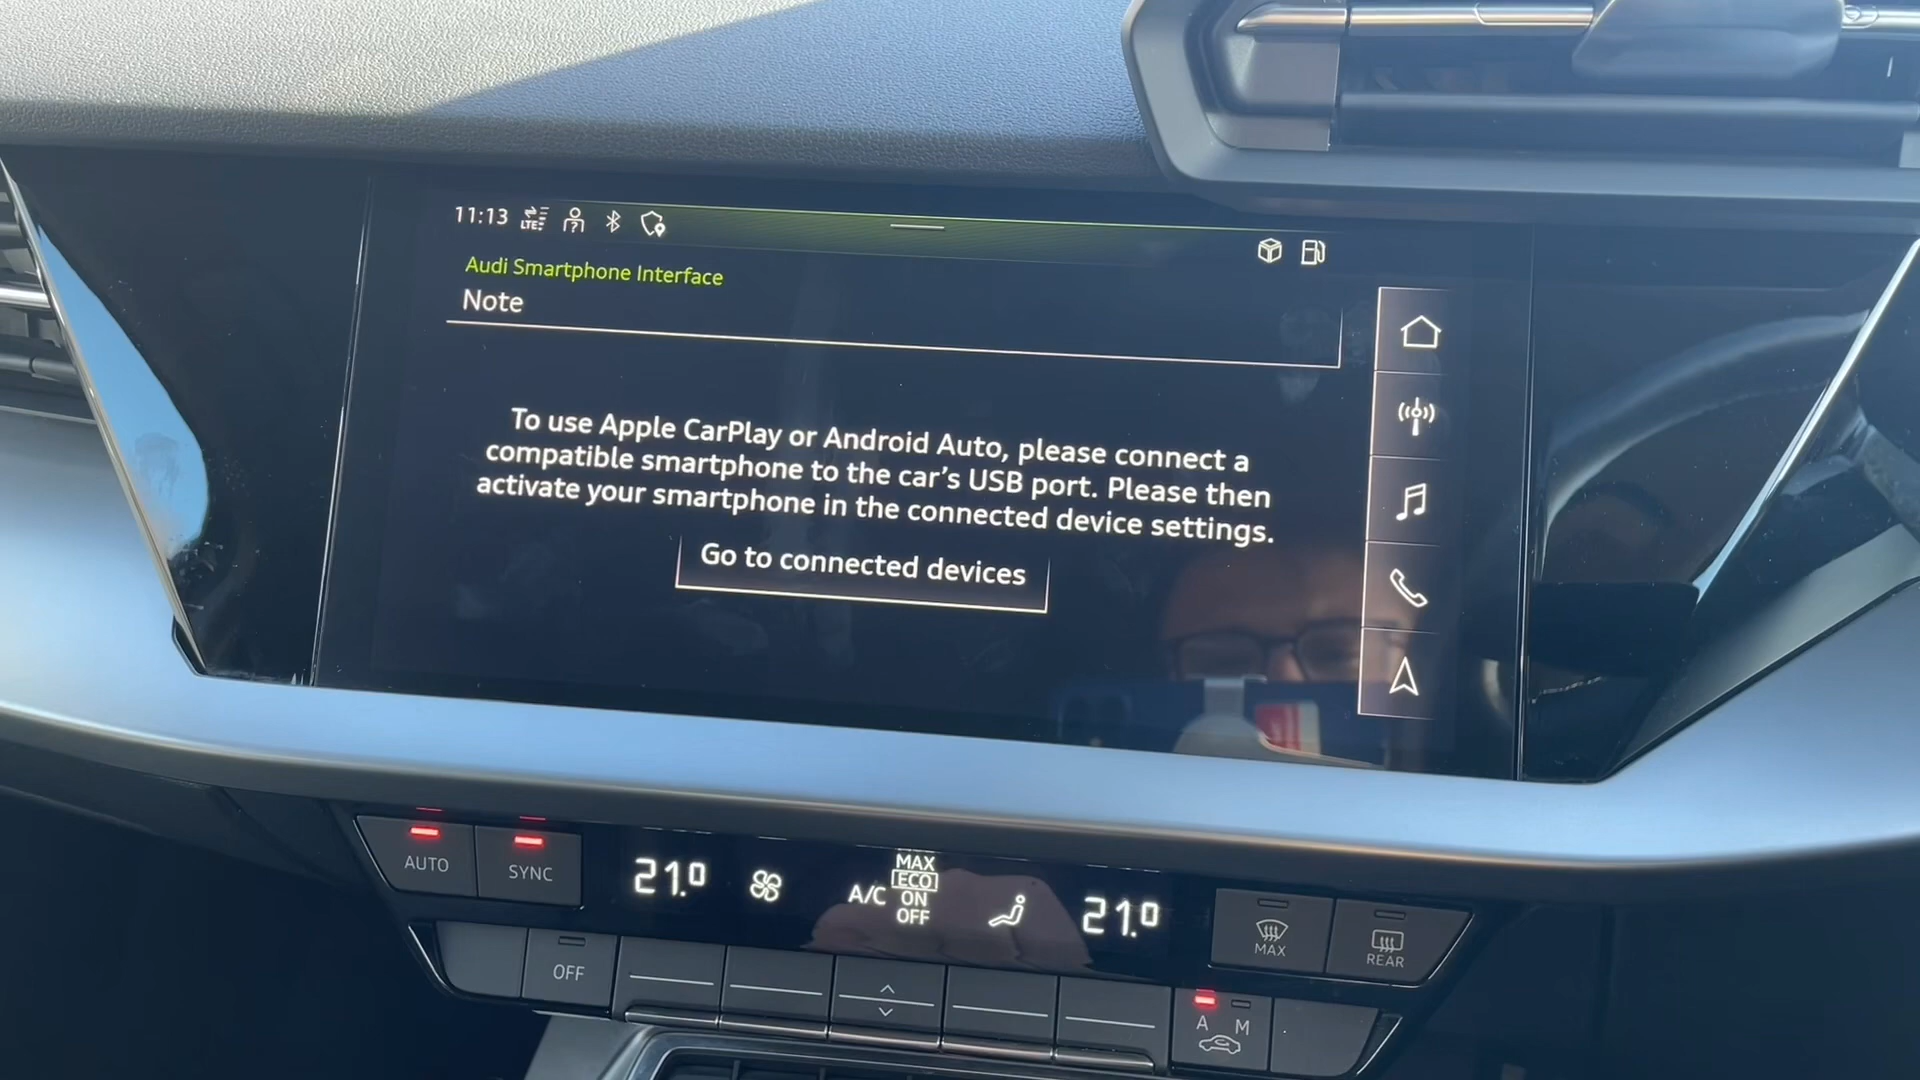 11:13 LTE
Audi Smartphone Interface
Note
To use Apple CarPlay or Android Auto, please connect a
compatible smartphone to the car's USB port. Please then
activate your smartphone in the connected device settings.
Go to connected devices
AUTO
SYNC
21.0
A/C
MAX
ECO
ON
OFF
21.0
MAX
REAR
OFF
A M